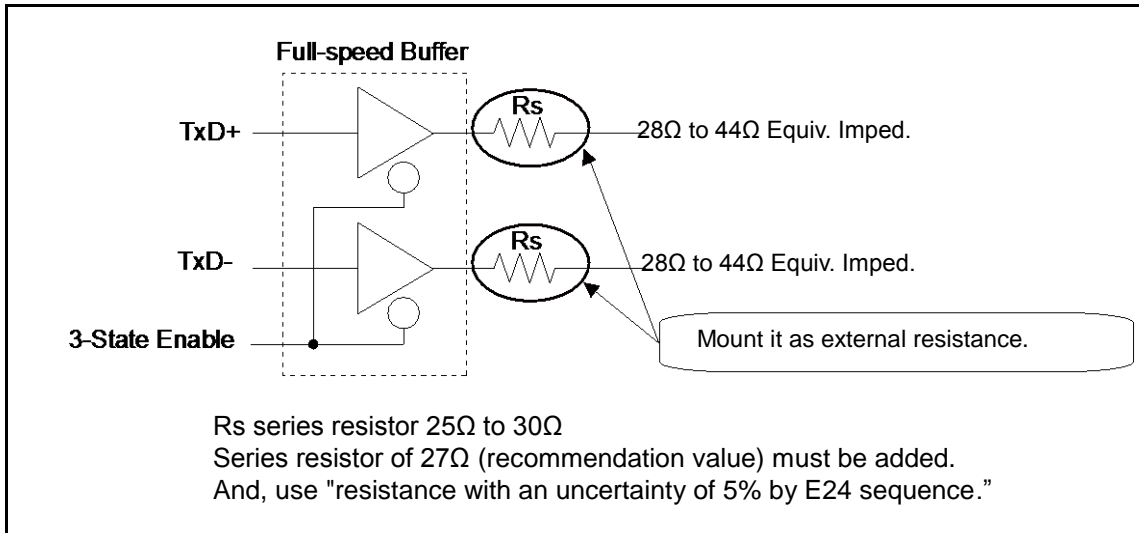 Full-speed Buffer
TxD+
Rs
28Ω to 44Ω Equiv. Imped.
TxD-
Rs
28Ω to 44Ω Equiv. Imped.
3-State Enable
Mount it as external resistance.
Rs series resistor 25Ω to 30Ω
Series resistor of 27Ω (recommendation value) must be added.
And, use "resistance with an uncertainty of 5% by E24 sequence.”